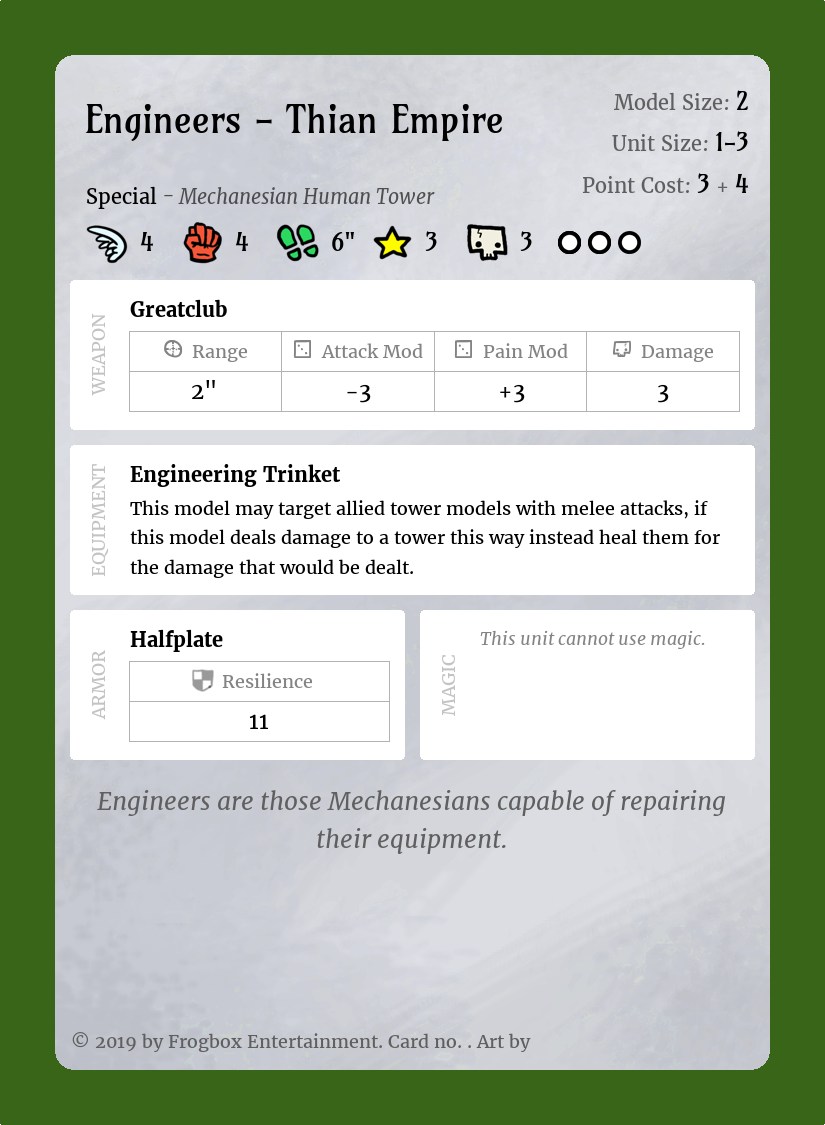 Engineers – Thian Empire
Model Size: 2
Unit Size: 1–3
Point Cost: 3 + 4
Special – Mechanesian Human Tower
4 4 6" 3 3
WEAPON
Greatclub
Range Attack Mod Pain Mod Damage
2" -3 +3 3
EQUIPMENT
Engineering Trinket
This model may target allied tower models with melee attacks, if
this model deals damage to a tower this way instead heal them for
the damage that would be dealt.
ARMOR
Halfplate
Resilience
11
MAGIC
This unit cannot use magic.
Engineers are those Mechanesians capable of repairing
their equipment.
© 2019 by Frogbox Entertainment. Card no. . Art by